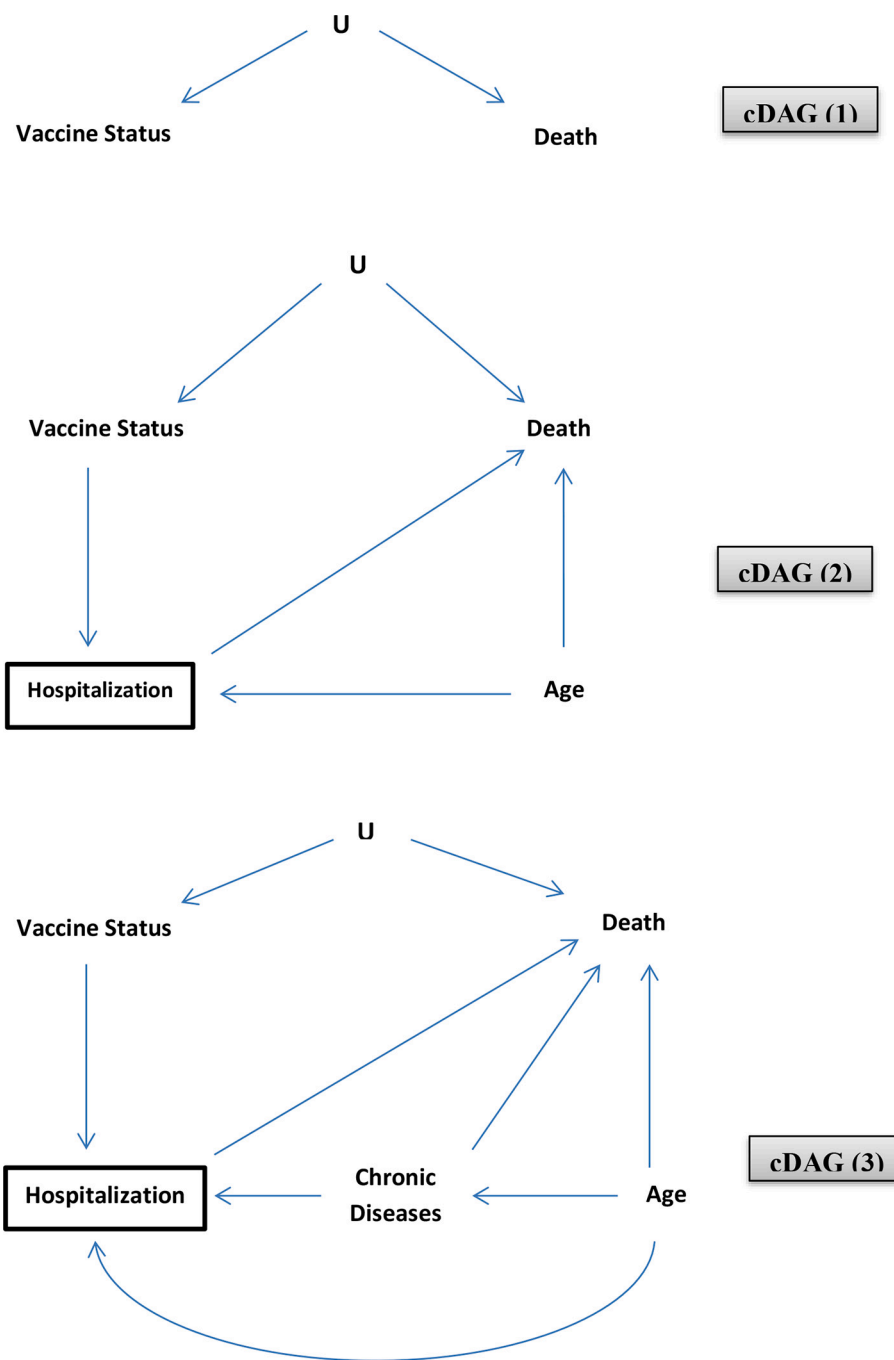 U
Vaccine Status
Death
cDAG (1)
U
Vaccine Status
Death
cDAG (2)
Hospitalization
Age
U
Vaccine Status
Death
cDAG (3)
Hospitalization
Chronic
Diseases
Age